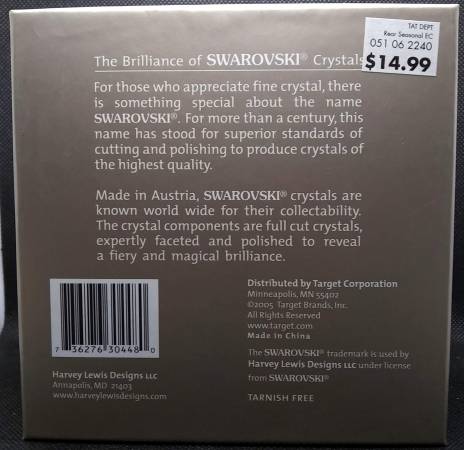 TAT DEPT
Rear Seasonal EC
051 06 2240
$14.99
The Brilliance of SWAROVSKI® Crystals
For those who appreciate fine crystal, there
is something special about the name
SWAROVSKI®. For more than a century, this
name has stood for superior standards of
cutting and polishing to produce crystals of
the highest quality.
Made in Austria, SWAROVSKI® crystals are
known world wide for their collectability.
The crystal components are full cut crystals,
expertly faceted and polished to reveal
a fiery and magical brilliance.
7 36276 30448 0
Harvey Lewis Designs LLC
Annapolis, MD 21403
www.harveylewisdesigns.com
Distributed by Target Corporation
Minneapolis, MN 55402
©2005 Target Brands, Inc.
All Rights Reserved
www.target.com
Made in China
The SWAROVSKI® trademark is used by
Harvey Lewis Designs LLC under license
from SWAROVSKI®
TARNISH FREE